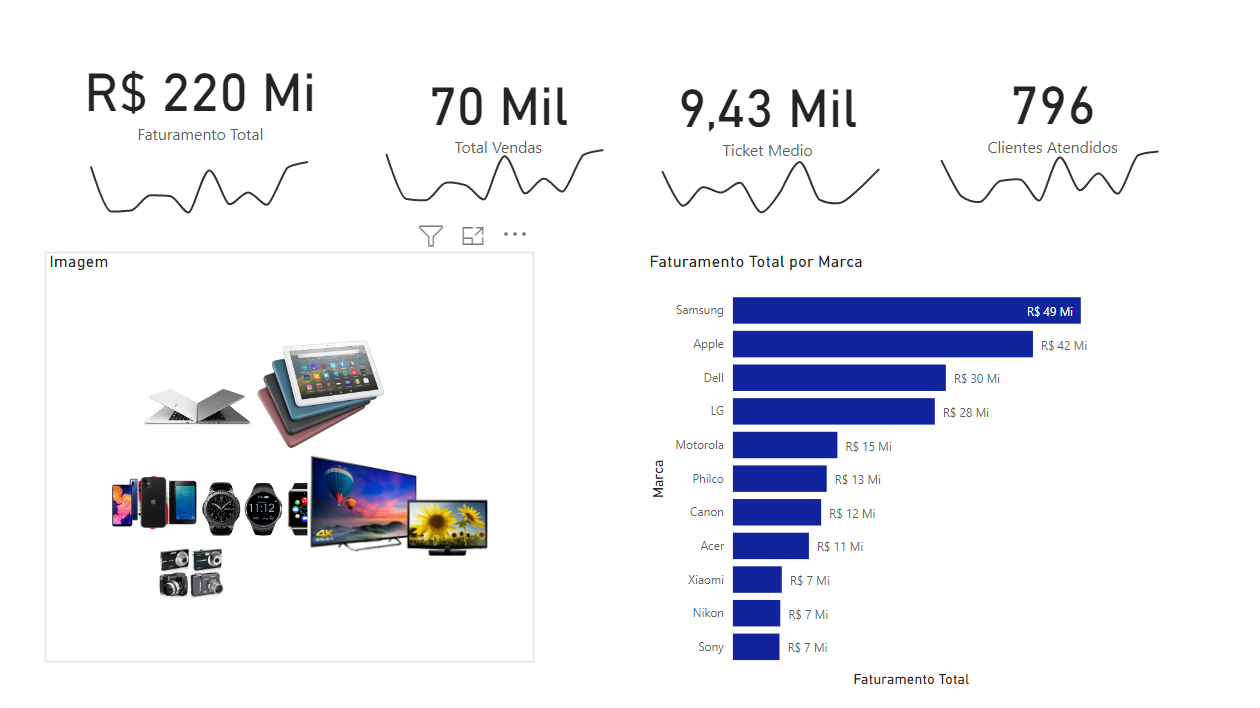 R$ 220 Mi
Faturamento Total
70 Mil
Total Vendas
9,43 Mil
Ticket Medio
796
Clientes Atendidos
Imagem
4K
Faturamento Total por Marca
Marca
Samsung R$ 49 Mi
Apple R$ 42 Mi
Dell R$ 30 Mi
LG R$ 28 Mi
Motorola R$ 15 Mi
Philco R$ 13 Mi
Canon R$ 12 Mi
Acer R$ 11 Mi
Xiaomi R$ 7 Mi
Nikon R$ 7 Mi
Sony R$ 7 Mi
Faturamento Total